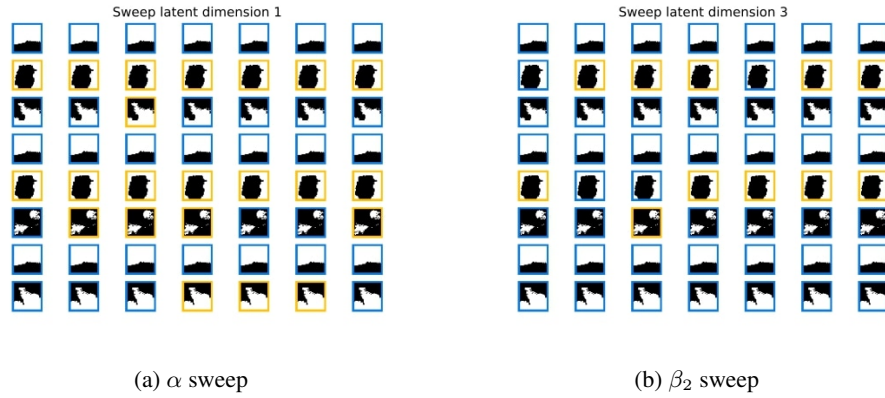 Sweep latent dimension 1
Sweep latent dimension 3
(a) α sweep
(b) β₂ sweep